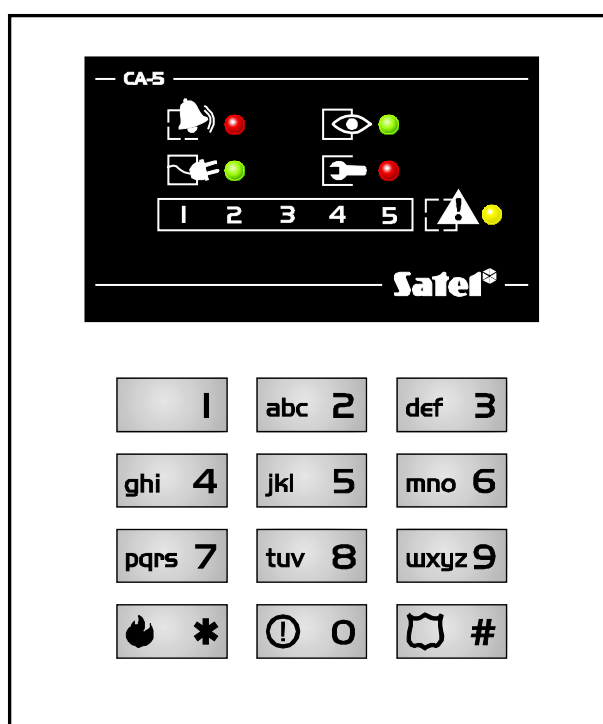 CA-5
1 2 3 4 5
Satel
1 abc 2 def 3
ghi 4 jkl 5 mno 6
pqrs 7 tuv 8 wxyz 9
* 0 #